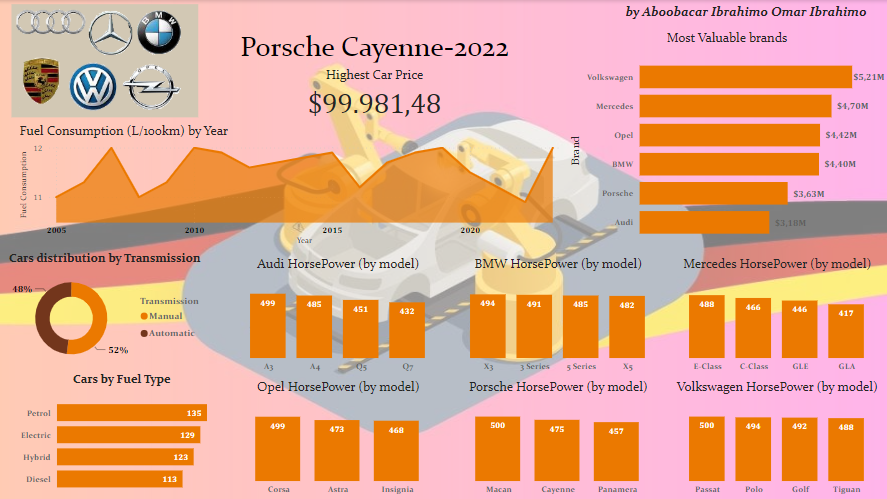 by Aboobacar Ibrahimo Omar Ibrahimo
BMW
PORSCHE
Porsche Cayenne-2022
Highest Car Price
$99.981,48
Most Valuable brands
Brand
Volkswagen $5,21M
Mercedes $4,70M
Opel $4,42M
BMW $4,40M
Porsche $3,63M
Audi $3,18M
Fuel Consumption (L/100km) by Year
Fuel Consumption
12
11
2005 2010 2015 2020
Year
Cars distribution by Transmission
48%
52%
Transmission
Manual
Automatic
Audi HorsePower (by model)
499 485 451 432
A3 A4 Q5 Q7
BMW HorsePower (by model)
494 491 485 482
X3 3 Series 5 Series X5
Mercedes HorsePower (by model)
488 466 446 417
E-Class C-Class GLE GLA
Cars by Fuel Type
Petrol 135
Electric 129
Hybrid 123
Diesel 113
Opel HorsePower (by model)
499 473 468
Corsa Astra Insignia
Porsche HorsePower (by model)
500 475 457
Macan Cayenne Panamera
Volkswagen HorsePower (by model)
500 494 492 488
Passat Polo Golf Tiguan